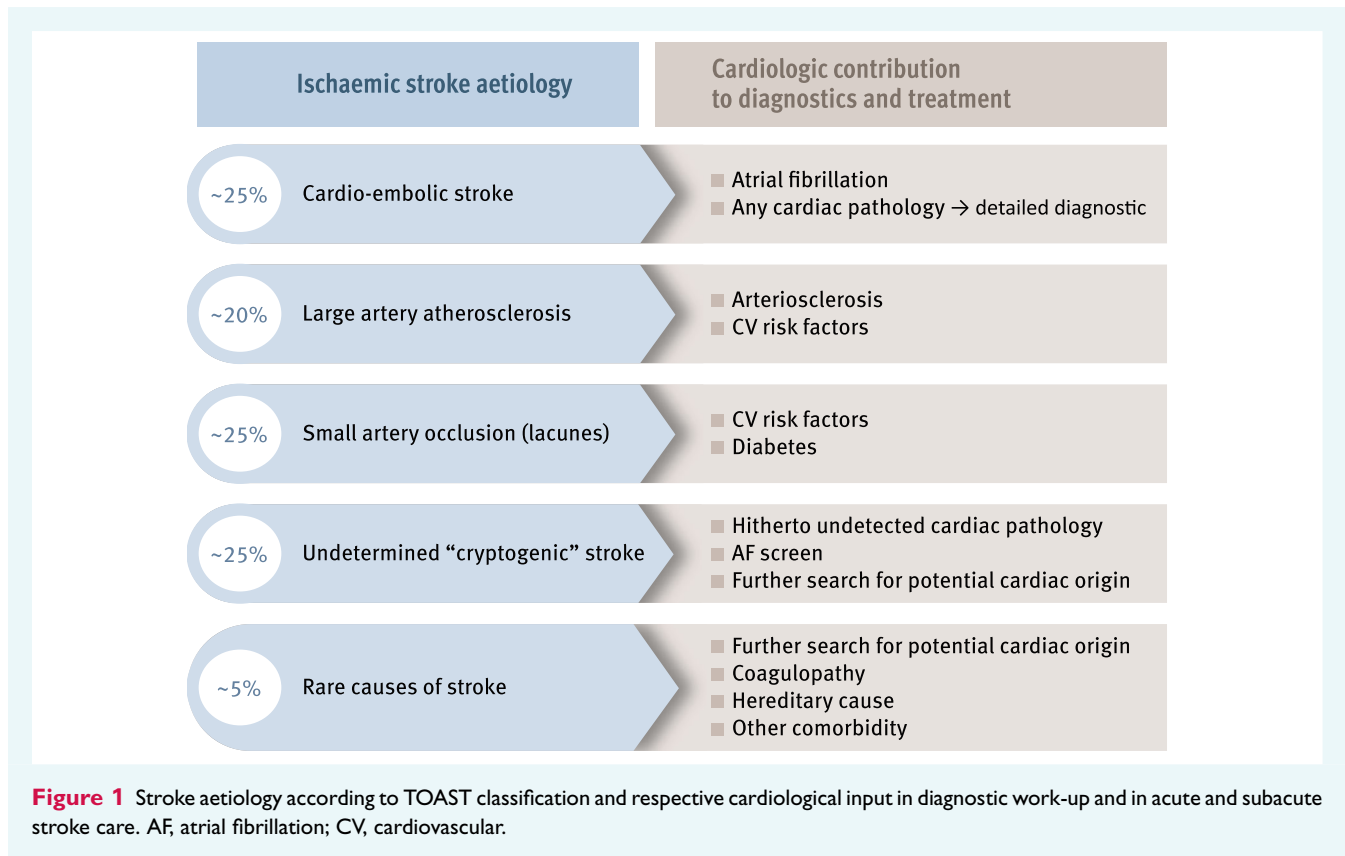 Ischaemic stroke aetiology
Cardiologic contribution
to diagnostics and treatment
~25%
Cardio-embolic stroke
Atrial fibrillation
Any cardiac pathology → detailed diagnostic
~20%
Large artery atherosclerosis
Arteriosclerosis
CV risk factors
~25%
Small artery occlusion (lacunes)
CV risk factors
Diabetes
~25%
Undetermined “cryptogenic” stroke
Hitherto undetected cardiac pathology
AF screen
Further search for potential cardiac origin
~5%
Rare causes of stroke
Further search for potential cardiac origin
Coagulopathy
Hereditary cause
Other comorbidity
Figure 1 Stroke aetiology according to TOAST classification and respective cardiological input in diagnostic work-up and in acute and subacute
stroke care. AF, atrial fibrillation; CV, cardiovascular.